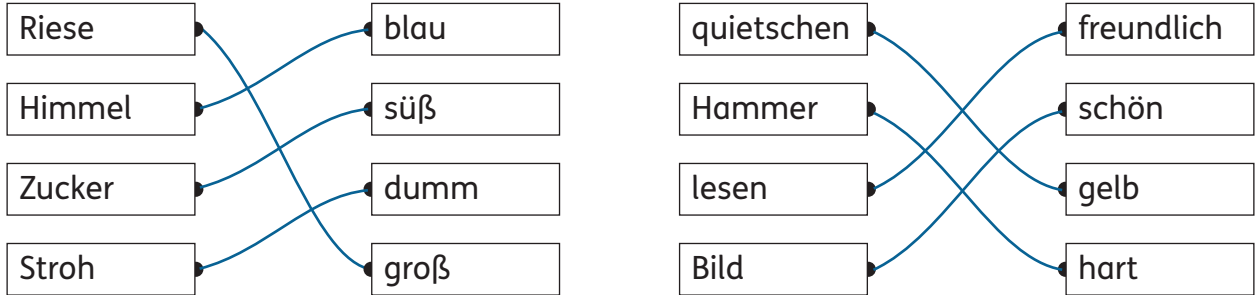 Riese blau quietschen freundlich
Himmel süß Hammer schön
Zucker dumm lesen gelb
Stroh groß Bild hart